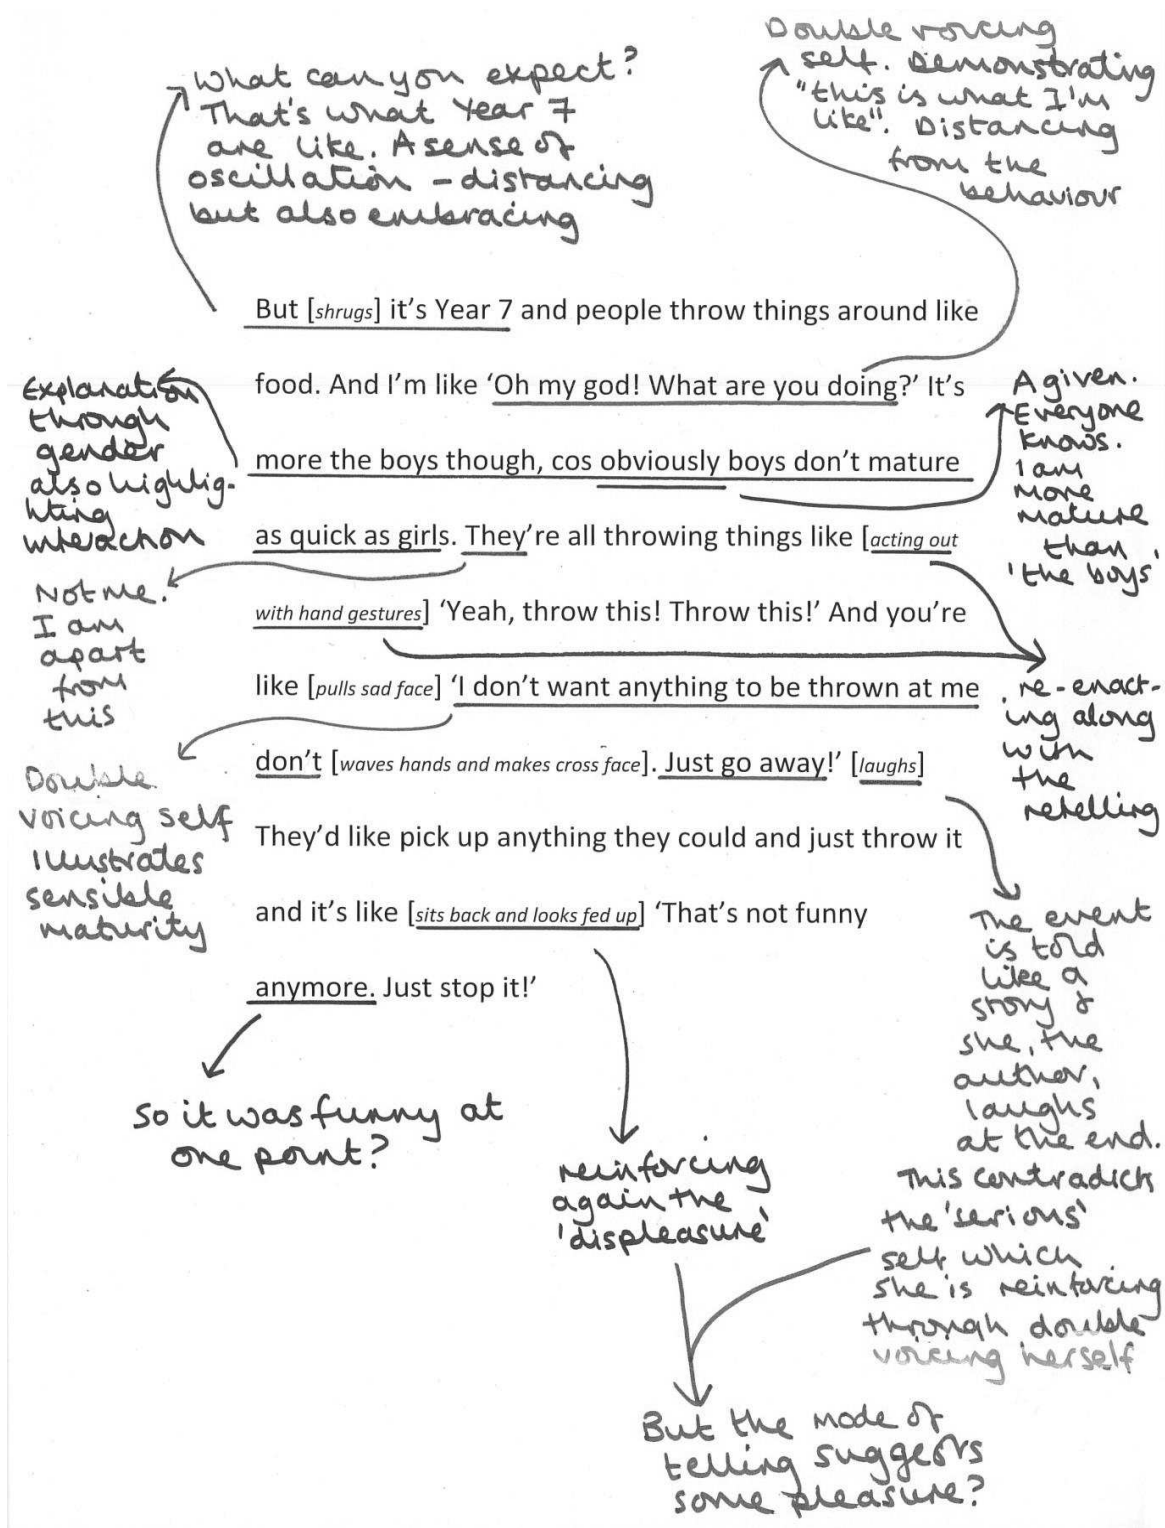 Double voicing
self. Demonstrating
"this is what I'm
like". Distancing
from the
behaviour
What can you expect?
That's what Year 7
are like. A sense of
oscillation - distancing
but also embracing
But [shrugs] it's Year 7 and people throw things around like
food. And I'm like 'Oh my god! What are you doing?' It's
more the boys though, cos obviously boys don't mature
as quick as girls. They're all throwing things like [acting out
with hand gestures] 'Yeah, throw this! Throw this!' And you're
like [pulls sad face] 'I don't want anything to be thrown at me
don't [waves hands and makes cross face]. Just go away!' [laughs]
They'd like pick up anything they could and just throw it
and it's like [sits back and looks fed up] 'That's not funny
anymore. Just stop it!'
Explanation
through
gender
also highlig-
hting
interaction
Not me.
I am
apart
from
this
Double
voicing self
illustrates
sensible
maturity
A given.
Everyone
knows.
I am
more
mature
than
'the boys'
re-enact-
ing along
with
the
retelling
The event
is told
like a
story &
she, the
author,
laughs
at the end.
This contradicts
the 'serious'
self which
she is reinforcing
through double
voicing herself
So it was funny at
one point?
reinforcing
again the
'displeasure'
But the mode of
telling suggests
some pleasure?